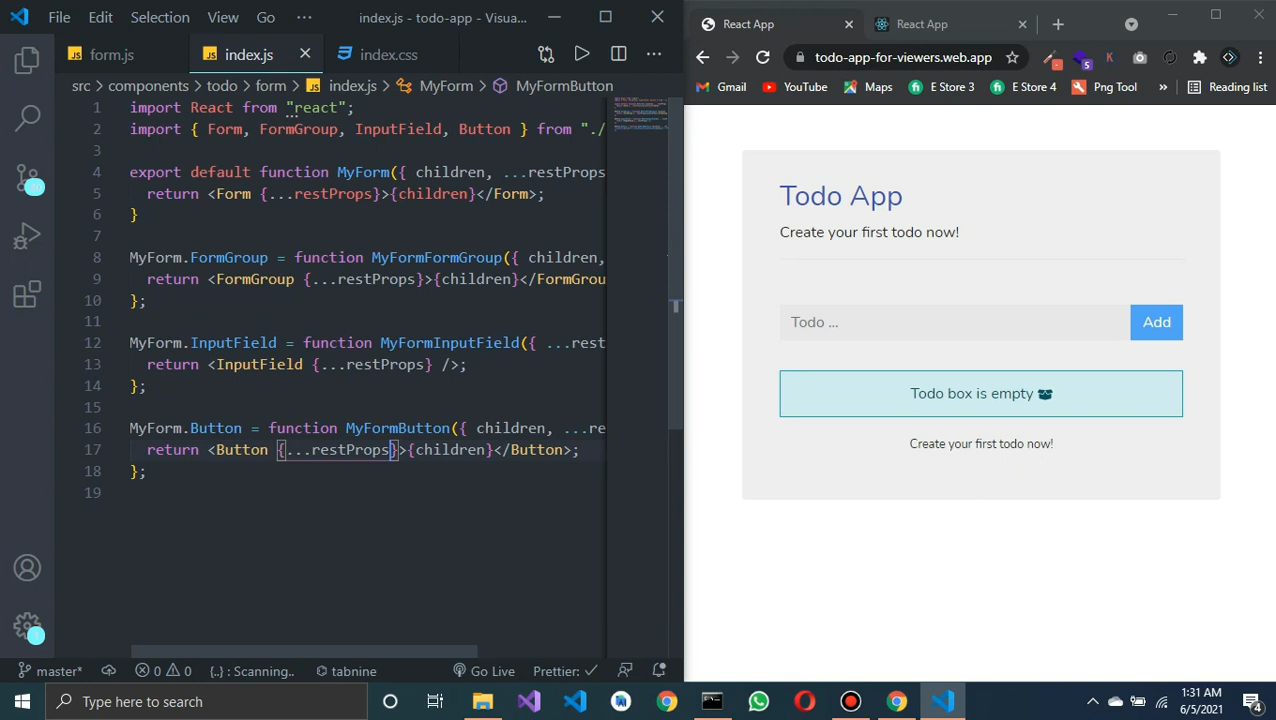 File Edit Selection View Go ··· index.js - todo-app - Visua...
form.js index.js index.css
src > components > todo > form > index.js > MyForm > MyFormButton
1 import React from "react";
2 import { Form, FormGroup, InputField, Button } from "./
3
4 export default function MyForm({ children, ...restProps
5 return <Form {...restProps}>{children}</Form>;
6 }
7
8 MyForm.FormGroup = function MyFormFormGroup({ children,
9 return <FormGroup {...restProps}>{children}</FormGrou
10 };
11
12 MyForm.InputField = function MyFormInputField({ ...rest
13 return <InputField {...restProps} />;
14 };
15
16 MyForm.Button = function MyFormButton({ children, ...re
17 return <Button {...restProps}>{children}</Button>;
18 };
19
1
master* 0 0 {..} : Scanning... tabnine Go Live Prettier: ✓
React App React App
todo-app-for-viewers.web.app 5
Gmail YouTube Maps E Store 3 E Store 4 Png Tool » Reading list
Todo App
Create your first todo now!
Todo ... Add
Todo box is empty
Create your first todo now!
Type here to search
1:31 AM
6/5/2021
4